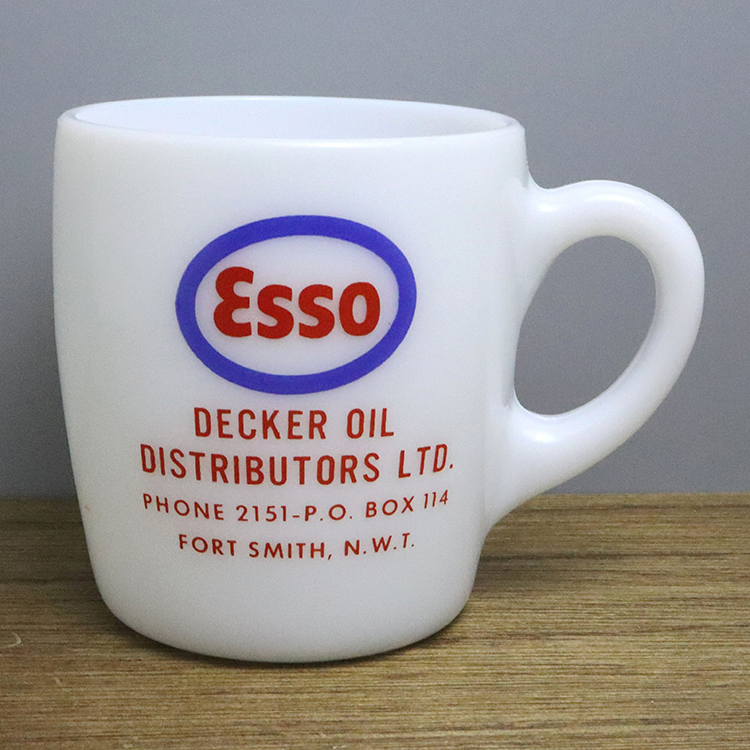 Esso
DECKER OIL
DISTRIBUTORS LTD.
PHONE 2151-P.O. BOX 114
FORT SMITH, N.W.T.